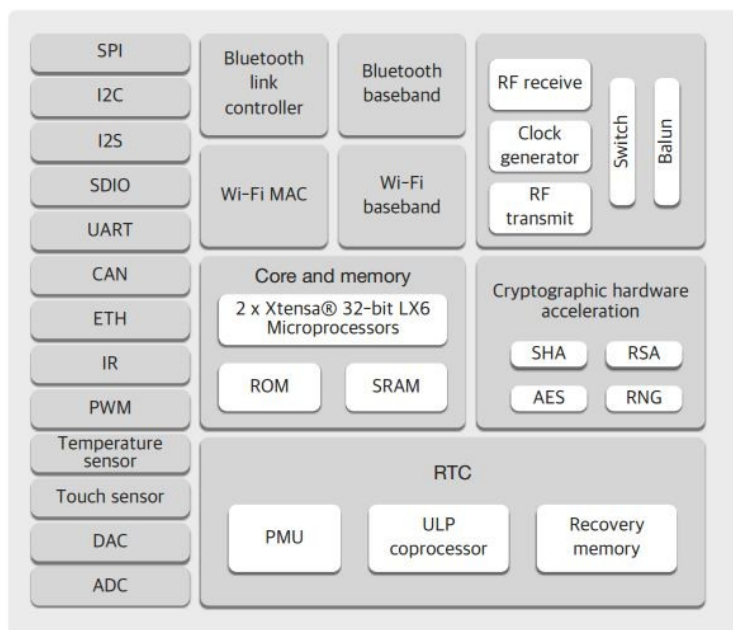 SPI
I2C
I2S
SDIO
UART
CAN
ETH
IR
PWM
Temperature
sensor
Touch sensor
DAC
ADC
Bluetooth
link
controller
Bluetooth
baseband
Wi-Fi MAC
Wi-Fi
baseband
RF receive
Clock
generator
RF
transmit
Switch
Balun
Core and memory
2 x Xtensa® 32-bit LX6
Microprocessors
ROM
SRAM
Cryptographic hardware
acceleration
SHA
RSA
AES
RNG
RTC
PMU
ULP
coprocessor
Recovery
memory